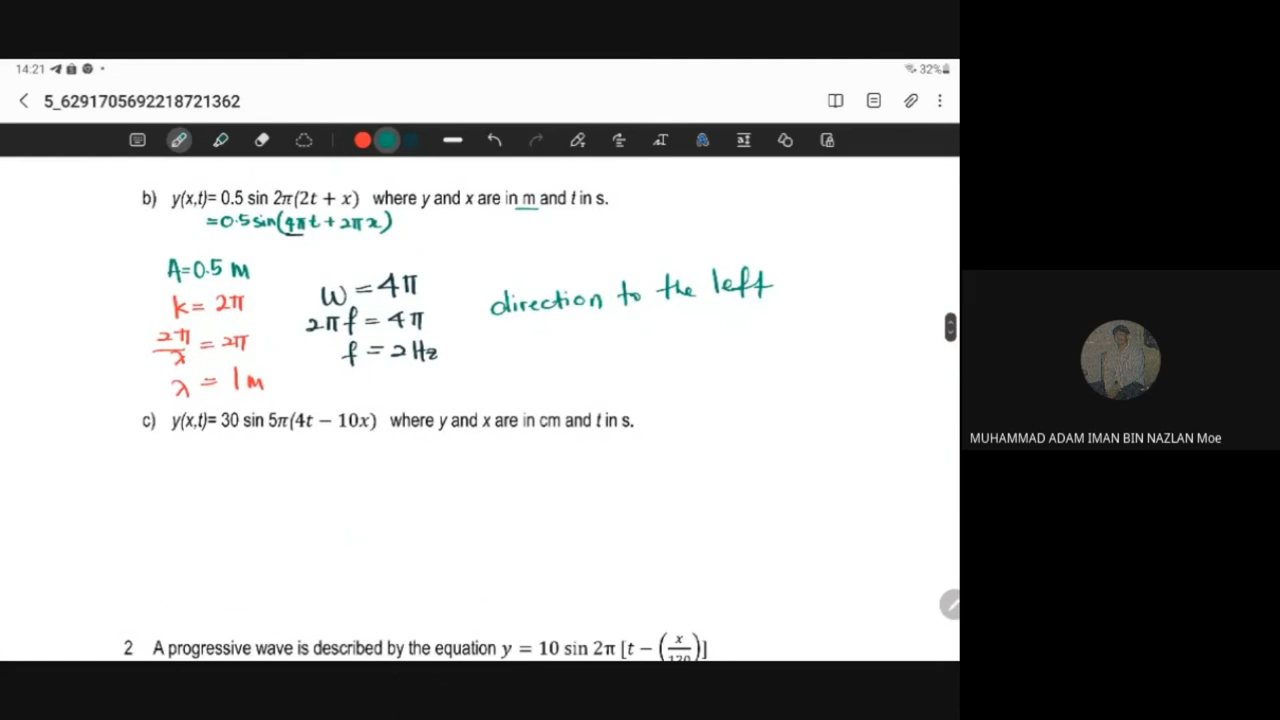 14:21
32%
5_6291705692218721362
b) y(x,t)= 0.5 sin 2π(2t + x) where y and x are in m and t in s.
=0.5sin(4πt+2πx)
A=0.5 m
k = 2π
2π/λ = 2π
λ = 1m
ω = 4π
2πf = 4π
f = 2Hz
direction to the left
c) y(x,t)= 30 sin 5π(4t − 10x) where y and x are in cm and t in s.
2 A progressive wave is described by the equation y = 10 sin 2π [t − (x/120)]
MUHAMMAD ADAM IMAN BIN NAZLAN Moe